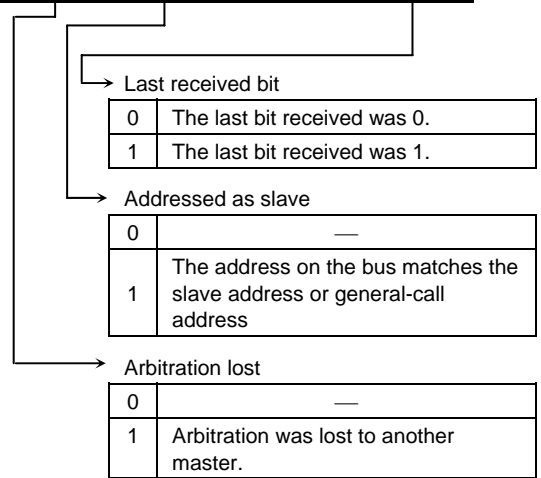 Last received bit
0 The last bit received was 0.
1 The last bit received was 1.
Addressed as slave
0 —
1 The address on the bus matches the
slave address or general-call
address
Arbitration lost
0 —
1 Arbitration was lost to another
master.